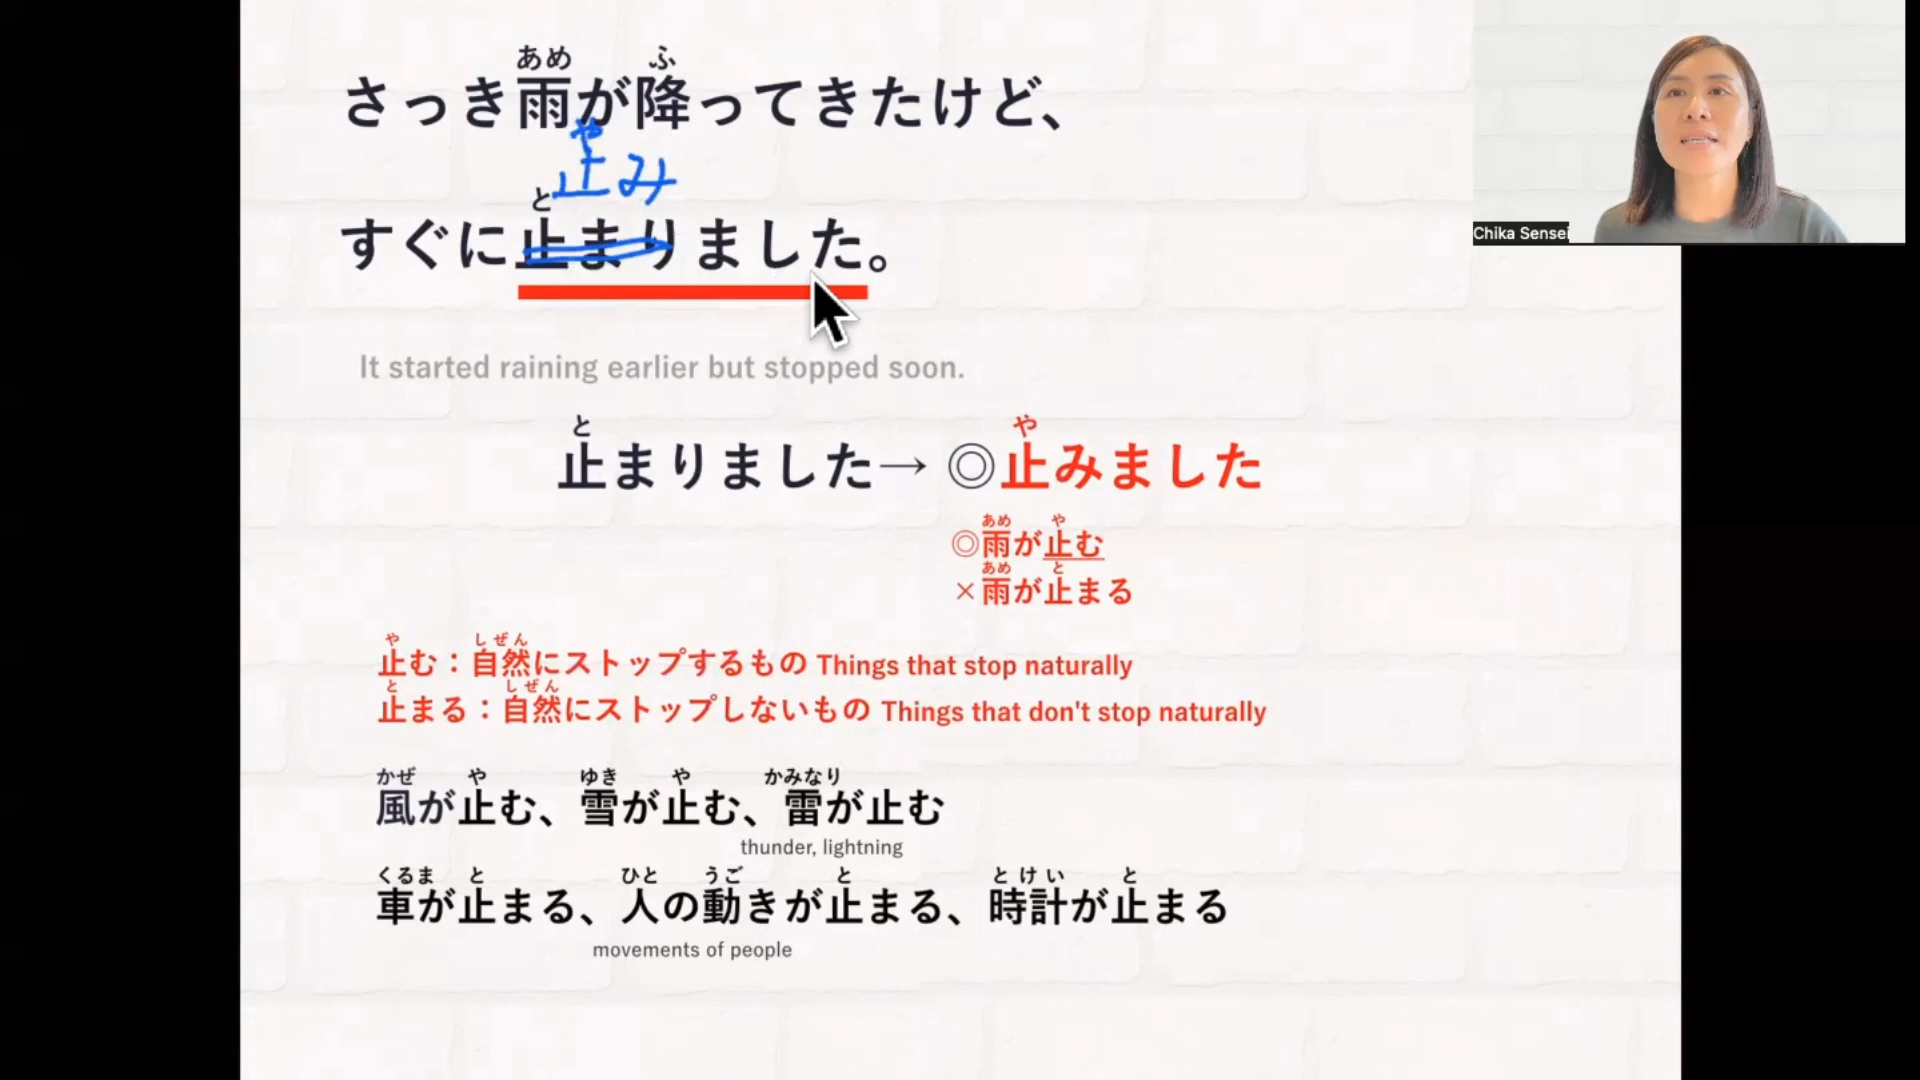 あめ ふ
さっき雨が降ってきたけど、
や
止み
と
すぐに止まりました。
It started raining earlier but stopped soon.
と や
止まりました→ ◎止みました
あめ や
◎雨が止む
あめ と
×雨が止まる
や しぜん
止む：自然にストップするもの Things that stop naturally
と しぜん
止まる：自然にストップしないもの Things that don't stop naturally
かぜ や ゆき や かみなり
風が止む、雪が止む、雷が止む
thunder, lightning
くるま と ひと うご と とけい と
車が止まる、人の動きが止まる、時計が止まる
movements of people
Chika Sensei